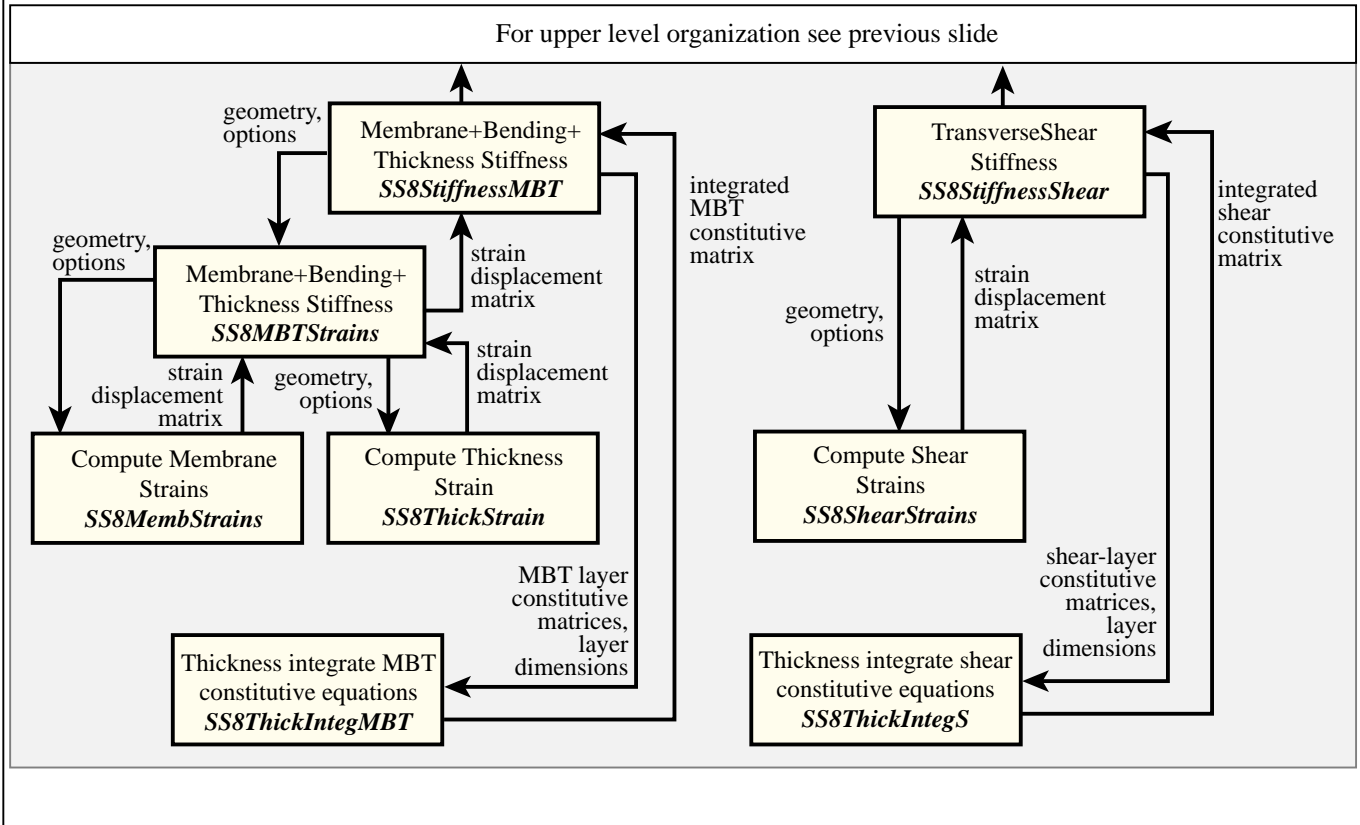 For upper level organization see previous slide
geometry,
options
Membrane+Bending+
Thickness Stiffness
SS8StiffnessMBT
integrated
MBT
constitutive
matrix
TransverseShear
Stiffness
SS8StiffnessShear
integrated
shear
constitutive
matrix
geometry,
options
Membrane+Bending+
Thickness Stiffness
SS8MBTStrains
strain
displacement
matrix
geometry,
options
strain
displacement
matrix
strain
displacement
matrix
geometry,
options
strain
displacement
matrix
Compute Membrane
Strains
SS8MembStrains
Compute Thickness
Strain
SS8ThickStrain
Compute Shear
Strains
SS8ShearStrains
MBT layer
constitutive
matrices,
layer
dimensions
shear-layer
constitutive
matrices,
layer
dimensions
Thickness integrate MBT
constitutive equations
SS8ThickIntegMBT
Thickness integrate shear
constitutive equations
SS8ThickIntegS